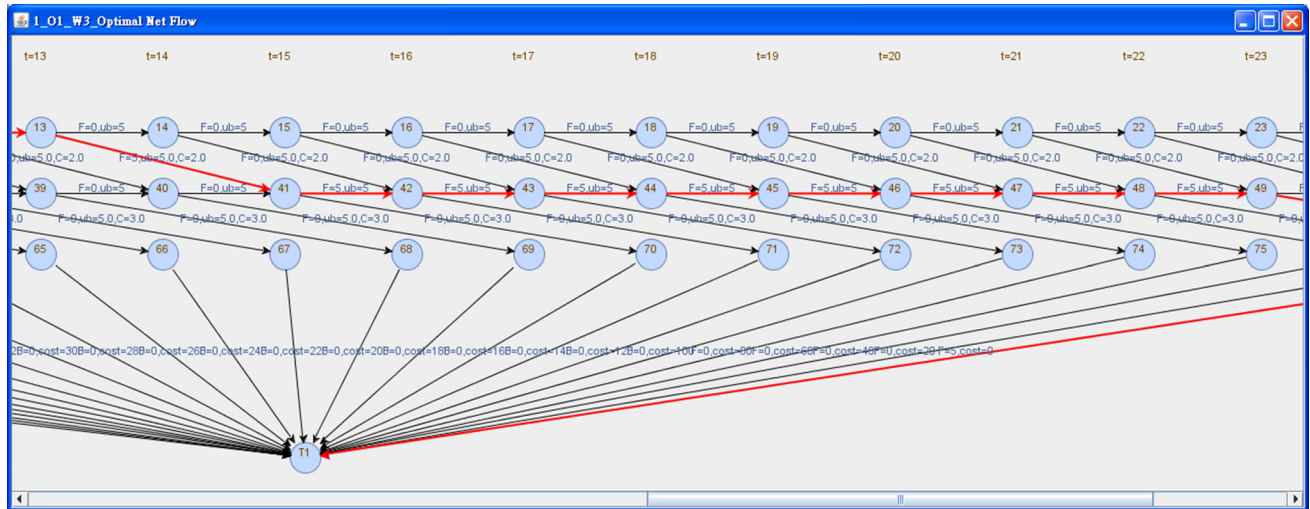 1_O1_W3_Optimal Net Flow
t=13 t=14 t=15 t=16 t=17 t=18 t=19 t=20 t=21 t=22 t=23
13 F=0,ub=5 14 F=0,ub=5 15 F=0,ub=5 16 F=0,ub=5 17 F=0,ub=5 18 F=0,ub=5 19 F=0,ub=5 20 F=0,ub=5 21 F=0,ub=5 22 F=0,ub=5 23
F=5,ub=5.0,C=2.0 F=0,ub=5.0,C=2.0 F=0,ub=5.0,C=2.0 F=0,ub=5.0,C=2.0 F=0,ub=5.0,C=2.0 F=0,ub=5.0,C=2.0 F=0,ub=5.0,C=2.0 F=0,ub=5.0,C=2.0 F=0,ub=5.0,C=2.0
39 F=0,ub=5 40 F=0,ub=5 41 F=5,ub=5 42 F=5,ub=5 43 F=5,ub=5 44 F=5,ub=5 45 F=5,ub=5 46 F=5,ub=5 47 F=5,ub=5 48 F=5,ub=5 49
F=0,ub=5.0,C=3.0 F=0,ub=5.0,C=3.0 F=0,ub=5.0,C=3.0 F=0,ub=5.0,C=3.0 F=0,ub=5.0,C=3.0 F=0,ub=5.0,C=3.0 F=0,ub=5.0,C=3.0 F=0,ub=5.0,C=3.0 F=0,ub=5.0,C=3.0 F=0,ub=5.0,C=3.0
65 66 67 68 69 70 71 72 73 74 75
F=5,cost=0
T1